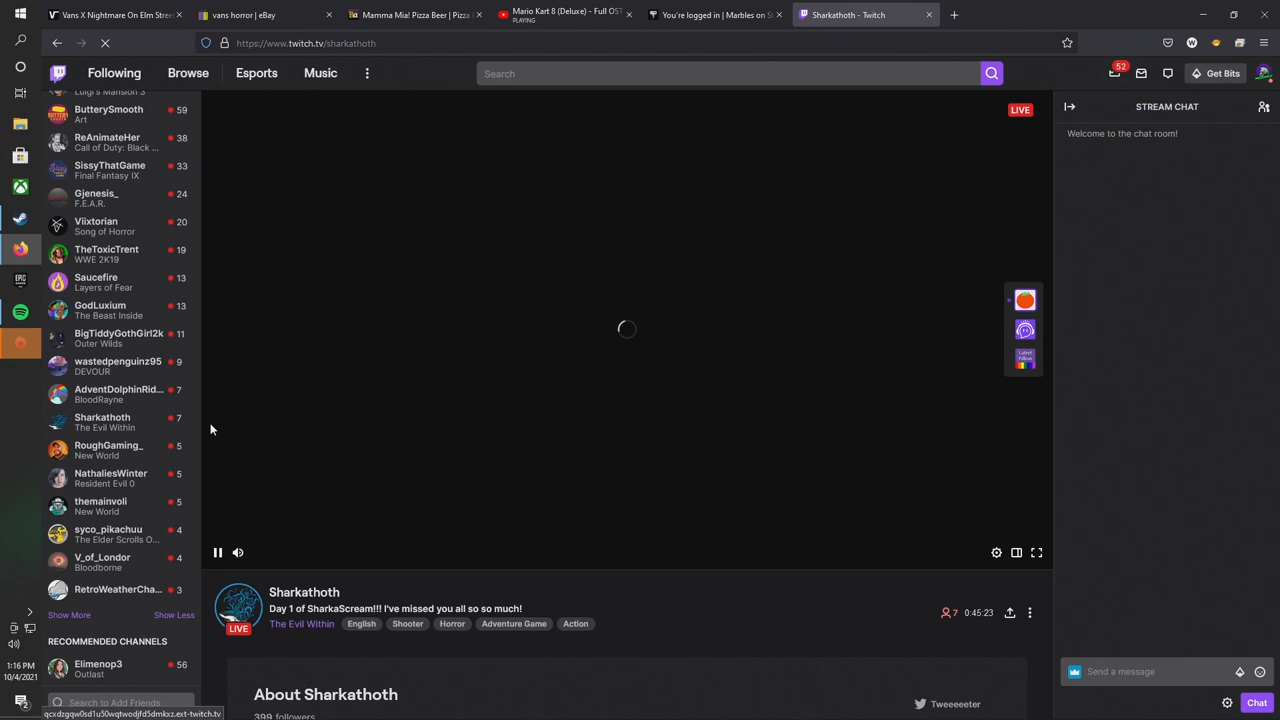 Vans X Nightmare On Elm Street
vans horror | eBay
Mamma Mia! Pizza Beer | Pizza
Mario Kart 8 (Deluxe) - Full OST
PLAYING
You're logged in | Marbles on S
Sharkathoth - Twitch
https://www.twitch.tv/sharkathoth
Following
Browse
Esports
Music
Search
52
Get Bits
Luigi's Mansion 3
ButterySmooth 59
Art
ReAnimateHer 38
Call of Duty: Black ...
SissyThatGame 33
Final Fantasy IX
Gjenesis_ 24
F.E.A.R.
Viixtorian 20
Song of Horror
TheToxicTrent 19
WWE 2K19
Saucefire 13
Layers of Fear
GodLuxium 13
The Beast Inside
BigTiddyGothGirl2k 11
Outer Wilds
wastedpenguinz95 9
DEVOUR
AdventDolphinRid... 7
BloodRayne
Sharkathoth 7
The Evil Within
RoughGaming_ 5
New World
NathaliesWinter 5
Resident Evil 0
themainvoli 5
New World
syco_pikachuu 4
The Elder Scrolls O...
V_of_Londor 4
Bloodborne
RetroWeatherCha... 3
Show More
Show Less
RECOMMENDED CHANNELS
Elimenop3 56
Outlast
Search to Add Friends
qcxdzgqw0sd1u50wqtwodjfd5dmkxz.ext-twitch.tv
EPIC
GAMES
1:16 PM
10/4/2021
2
LIVE
Latest
Follows
LIVE
Sharkathoth
Day 1 of SharkaScream!!! I've missed you all so so much!
The Evil Within
English
Shooter
Horror
Adventure Game
Action
7
0:45:23
About Sharkathoth
399 followers
Tweeeeeter
STREAM CHAT
Welcome to the chat room!
Send a message
Chat